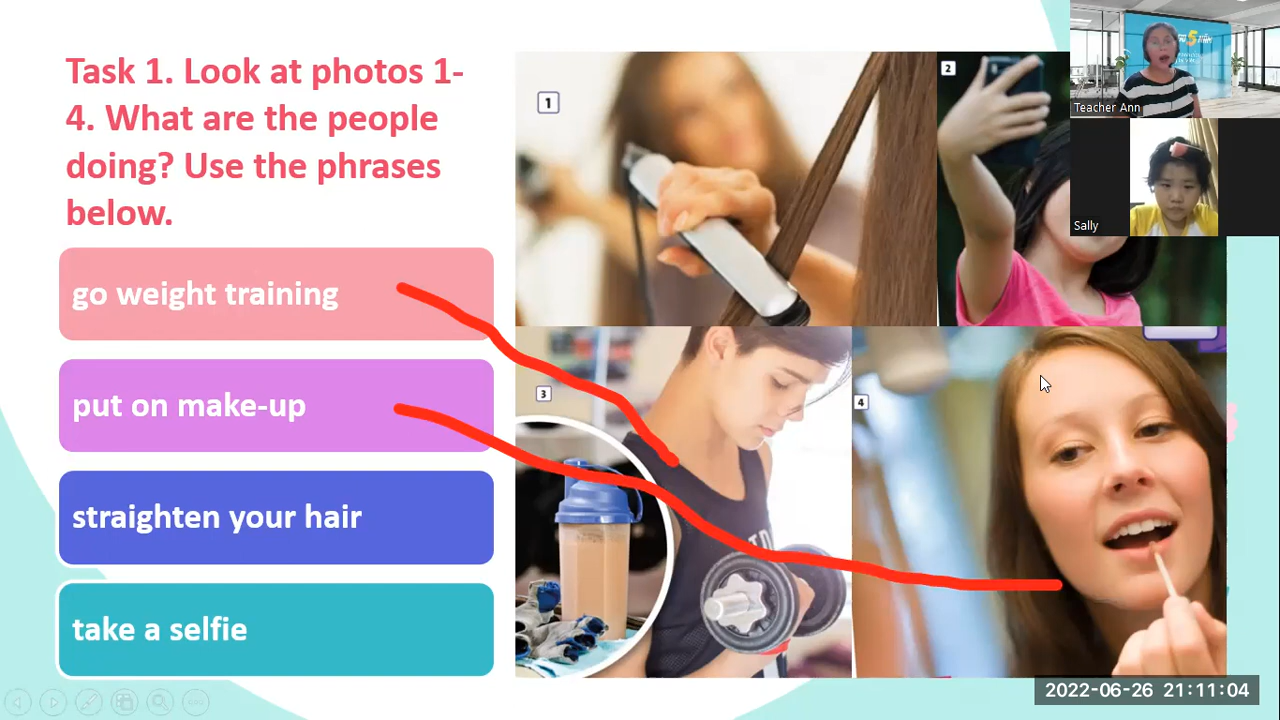 Task 1. Look at photos 1-
4. What are the people
doing? Use the phrases
below.
go weight training
put on make-up
straighten your hair
take a selfie
1
2
3
4
Teacher Ann
Sally
2022-06-26 21:11:04